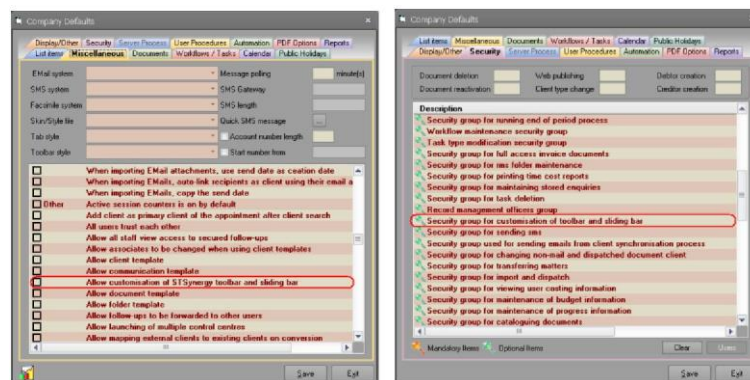 Company Defaults
Display/Other Security Server Process User Procedures Automation PDF Options Reports
List items Miscellaneous Documents Workflows / Tasks Calendar Public Holidays
EMail system
Message polling minute[s]
SMS system
SMS Gateway
Facsimile system
SMS length
Skin/Style file
Quick SMS message ...
Tab style
Account number length
Toolbar style
Start number from
When importing EMail attachments, use send date as ceation date
When importing EMails, auto link recipients as client using their email a
When importing EMails, copy the send date
Other Active session counters is on by default
Add client as primary client of the appointment after client search
All users trust each other
Allow all staff view access to secured follow-ups
Allow associates to be changed when using client templates
Allow client template
Allow communication template
Allow customisation of STSynergy toolbar and sliding bar
Allow document template
Allow folder template
Allow follow ups to be forwarded to other users
Allow launching of multiple control centres
Allow mapping external clients to existing clients on conversion
Save Exit
Company Defaults
List items Miscellaneous Documents Workflows / Tasks Calendar Public Holidays
Display/Other Security Server Process User Procedures Automation PDF Options Reports
Document deletion Web publishing Debtor creation
Document reactivation Client type change Creditor creation
Description
Security group for running end of period process
Workflow maintenance security group
Task type modification security group
Security group for full access invoice documents
Security group for rms folder maintenance
Security group for printing time cost reports
Security group for maintaining stored enquiries
Security group for task deletion
Record management officers group
Security group for customisation of toolbar and sliding bar
Security group for sending sms
Security group used for sending emails from client synchronisation process
Security group for changing non-mail and dispatched document client
Security group for transferring matters
Security group for import and dispatch
Security group for viewing user costing information
Security group for maintenance of budget information
Security group for maintenance of progress information
Security group for cataloguing documents
Mandatory Items Optional Items Clear Users
Save Exit